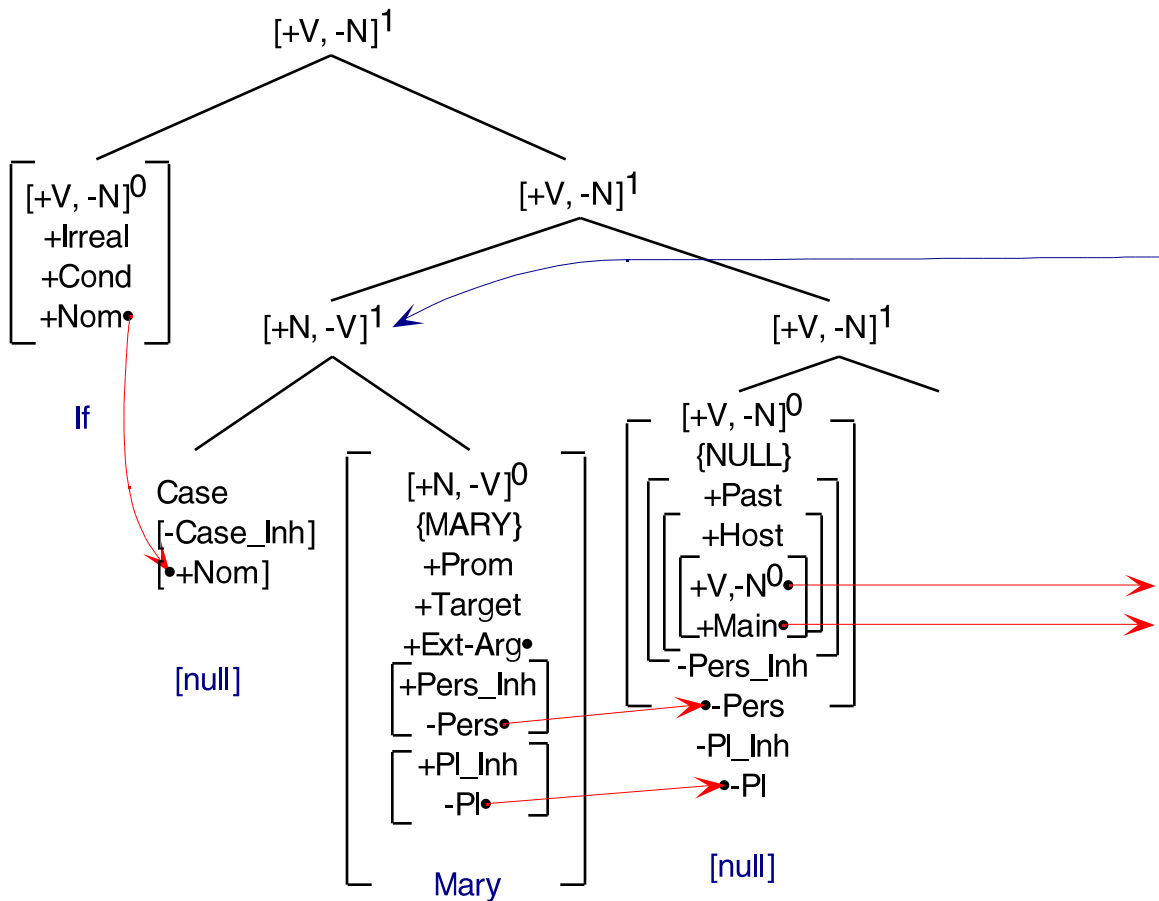 [+V, -N]1
[+V, -N]0
+Irreal
+Cond
+Nom
If
[+V, -N]1
[+N, -V]1
[+V, -N]1
Case
[-Case_Inh]
[+Nom]
[null]
[+N, -V]0
{MARY}
+Prom
+Target
+Ext-Arg
+Pers_Inh
-Pers
+Pl_Inh
-Pl
Mary
[+V, -N]0
{NULL}
+Past
+Host
+V,-N0
+Main
-Pers_Inh
-Pers
-Pl_Inh
-Pl
[null]